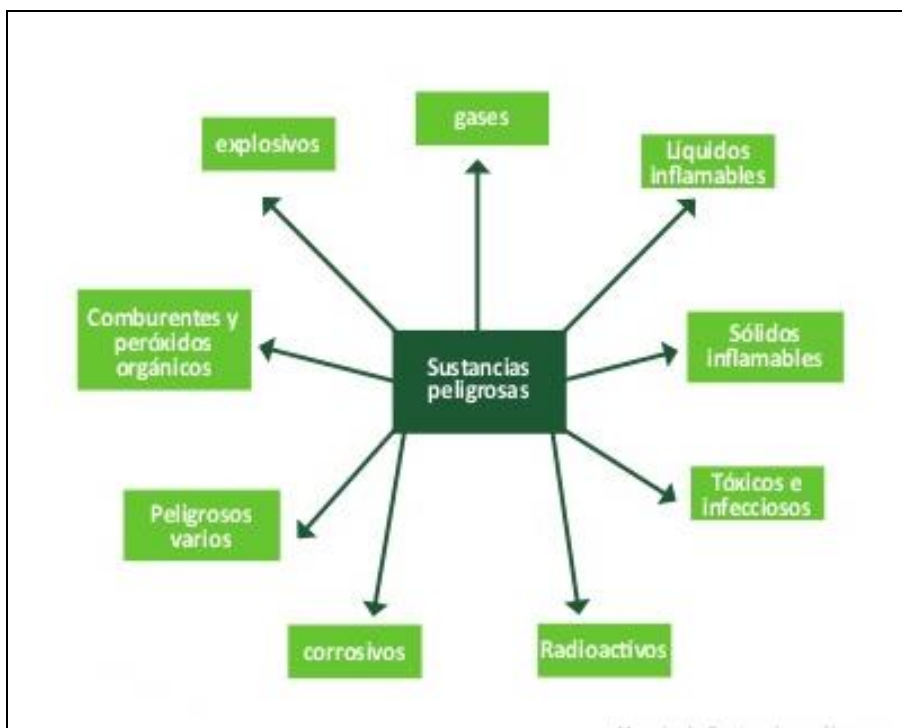 gases
explosivos
Líquidos
inflamables
Comburentes y
peróxidos
orgánicos
Sustancias
peligrosas
Sólidos
inflamables
Peligrosos
varios
Tóxicos e
infecciosos
corrosivos
Radioactivos